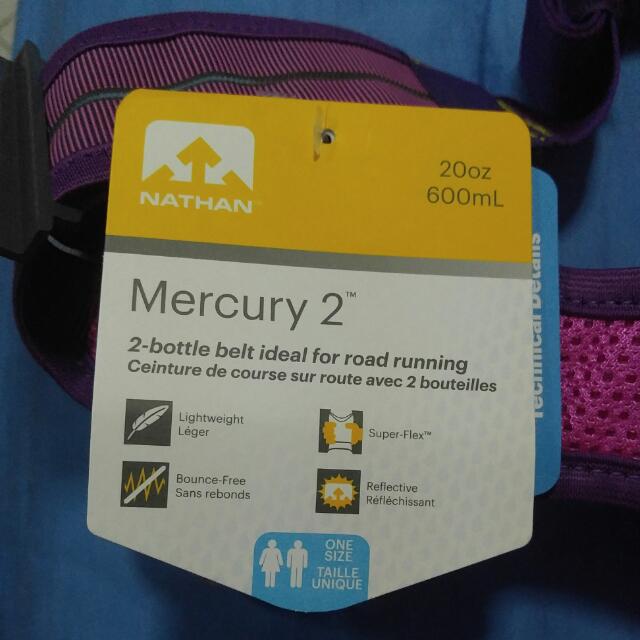 NATHAN
20oz
600mL
Mercury 2™
2-bottle belt ideal for road running
Ceinture de course sur route avec 2 bouteilles
Lightweight
Léger
Super-Flex™
Bounce-Free
Sans rebonds
Reflective
Réfléchissant
ONE
SIZE
TAILLE
UNIQUE
Technical Details